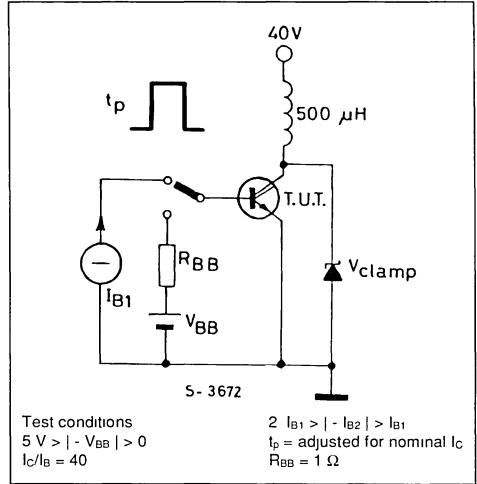 40V
tp
500 µH
T.U.T.
RBB
Vclamp
IB1
VBB
S- 3672
Test conditions
5 V > | - VBB | > 0
IC/IB = 40
2 IB1 > | - IB2 | > IB1
tp = adjusted for nominal IC
RBB = 1 Ω